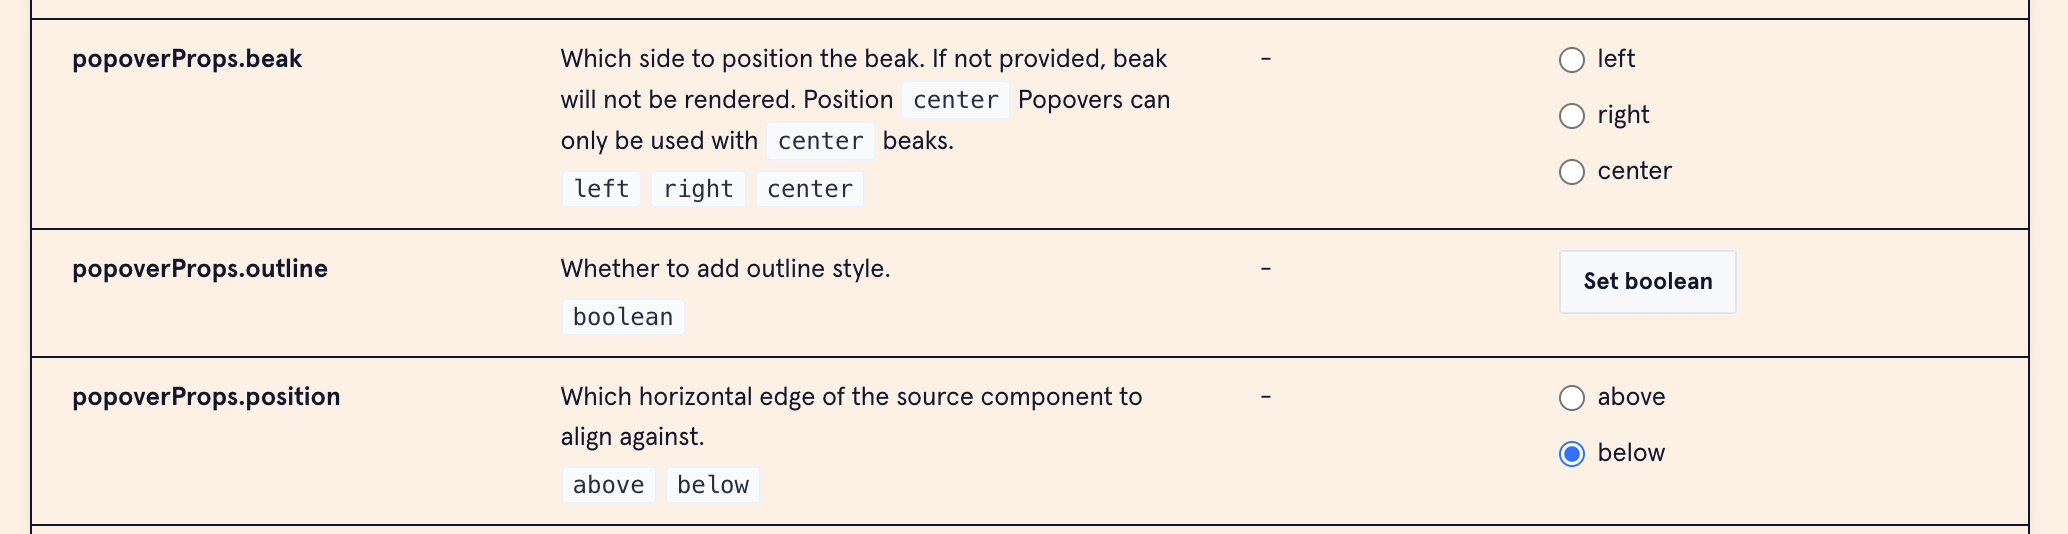 popoverProps.beak
Which side to position the beak. If not provided, beak
will not be rendered. Position center Popovers can
only be used with center beaks.
left right center
-
left
right
center
popoverProps.outline
Whether to add outline style.
boolean
-
Set boolean
popoverProps.position
Which horizontal edge of the source component to
align against.
above below
-
above
below